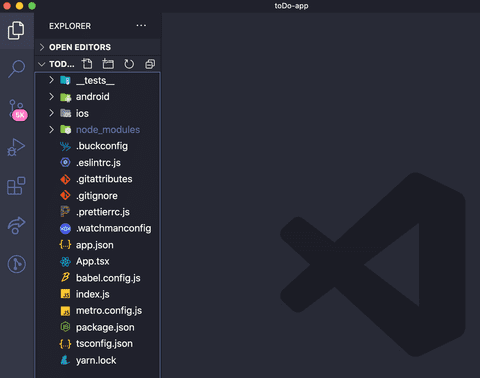 toDo-app
EXPLORER
OPEN EDITORS
TOD...
__tests__
android
ios
node_modules
.buckconfig
.eslintrc.js
.gitattributes
.gitignore
.prettierrc.js
.watchmanconfig
app.json
App.tsx
babel.config.js
index.js
metro.config.js
package.json
tsconfig.json
yarn.lock
5K